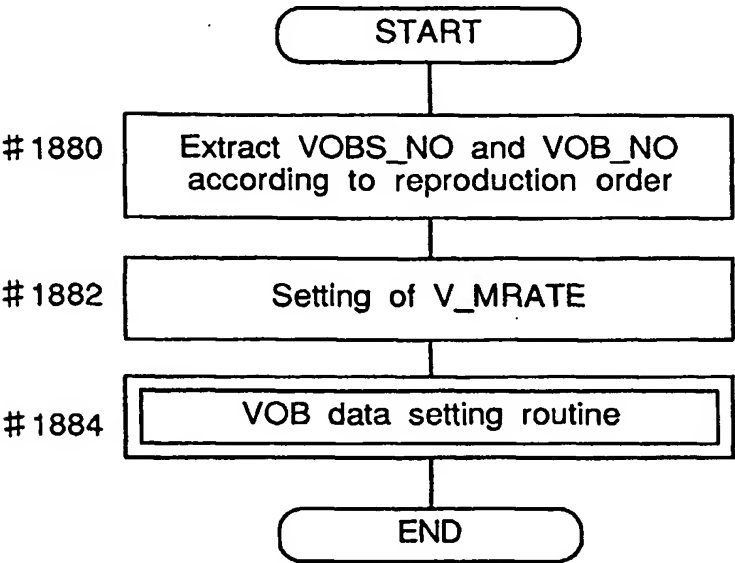 START
#1880
Extract VOBS_NO and VOB_NO
according to reproduction order
#1882
Setting of V_MRATE
#1884
VOB data setting routine
END